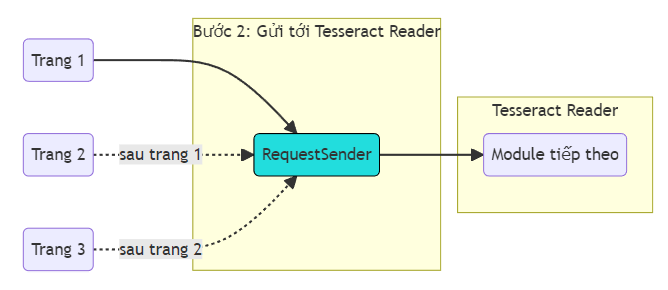 Bước 2: Gửi tới Tesseract Reader
Trang 1
Tesseract Reader
Trang 2
sau trang 1
RequestSender
Module tiếp theo
Trang 3
sau trang 2